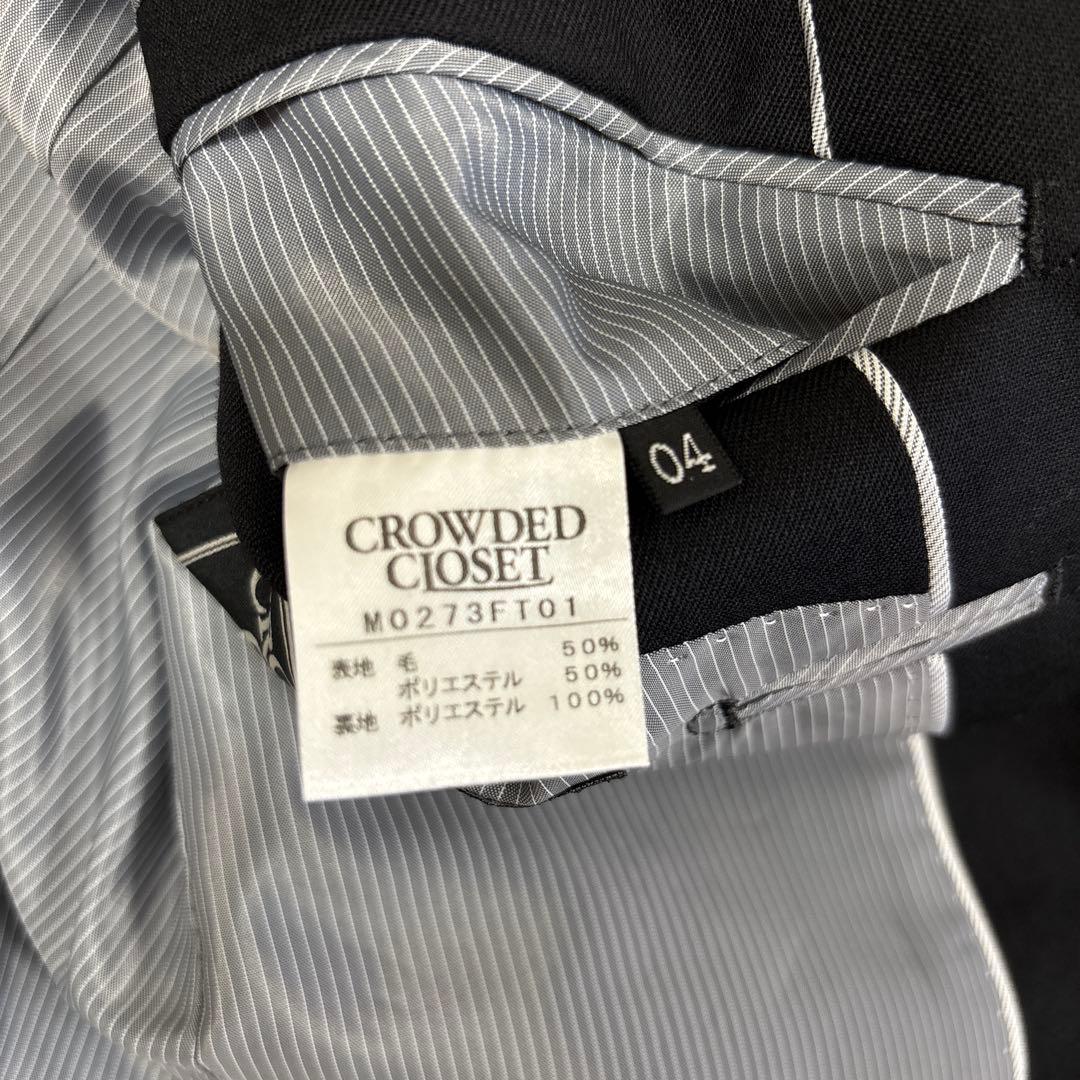 04
CROWDED
CLOSET
M0273FT01
表地 毛 50%
ポリエステル 50%
裏地 ポリエステル 100%